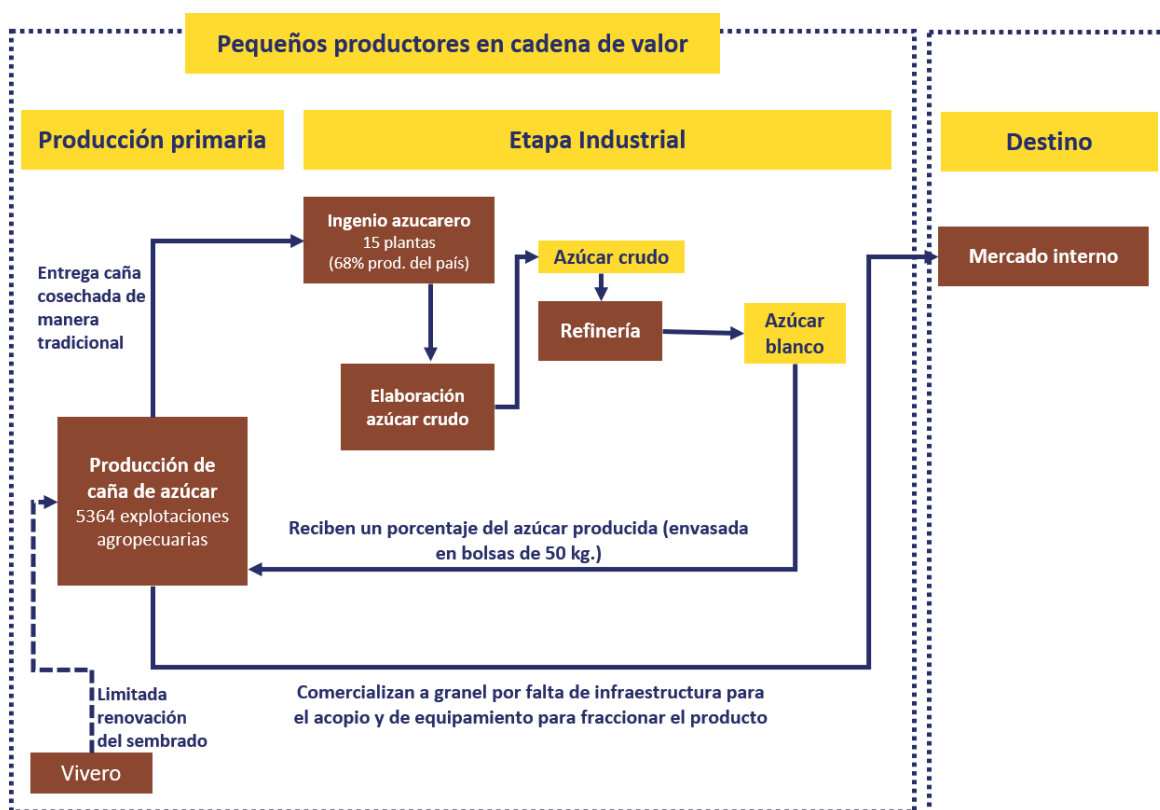 Pequeños productores en cadena de valor
Producción primaria
Etapa Industrial
Destino
Ingenio azucarero
15 plantas
(68% prod. del país)
Azúcar crudo
Mercado interno
Entrega caña
cosechada de
manera
tradicional
Refinería
Azúcar
blanco
Elaboración
azúcar crudo
Producción de
caña de azúcar
5364 explotaciones
agropecuarias
Reciben un porcentaje del azúcar producida (envasada
en bolsas de 50 kg.)
Limitada
renovación
del sembrado
Comercializan a granel por falta de infraestructura para
el acopio y de equipamiento para fraccionar el producto
Vivero